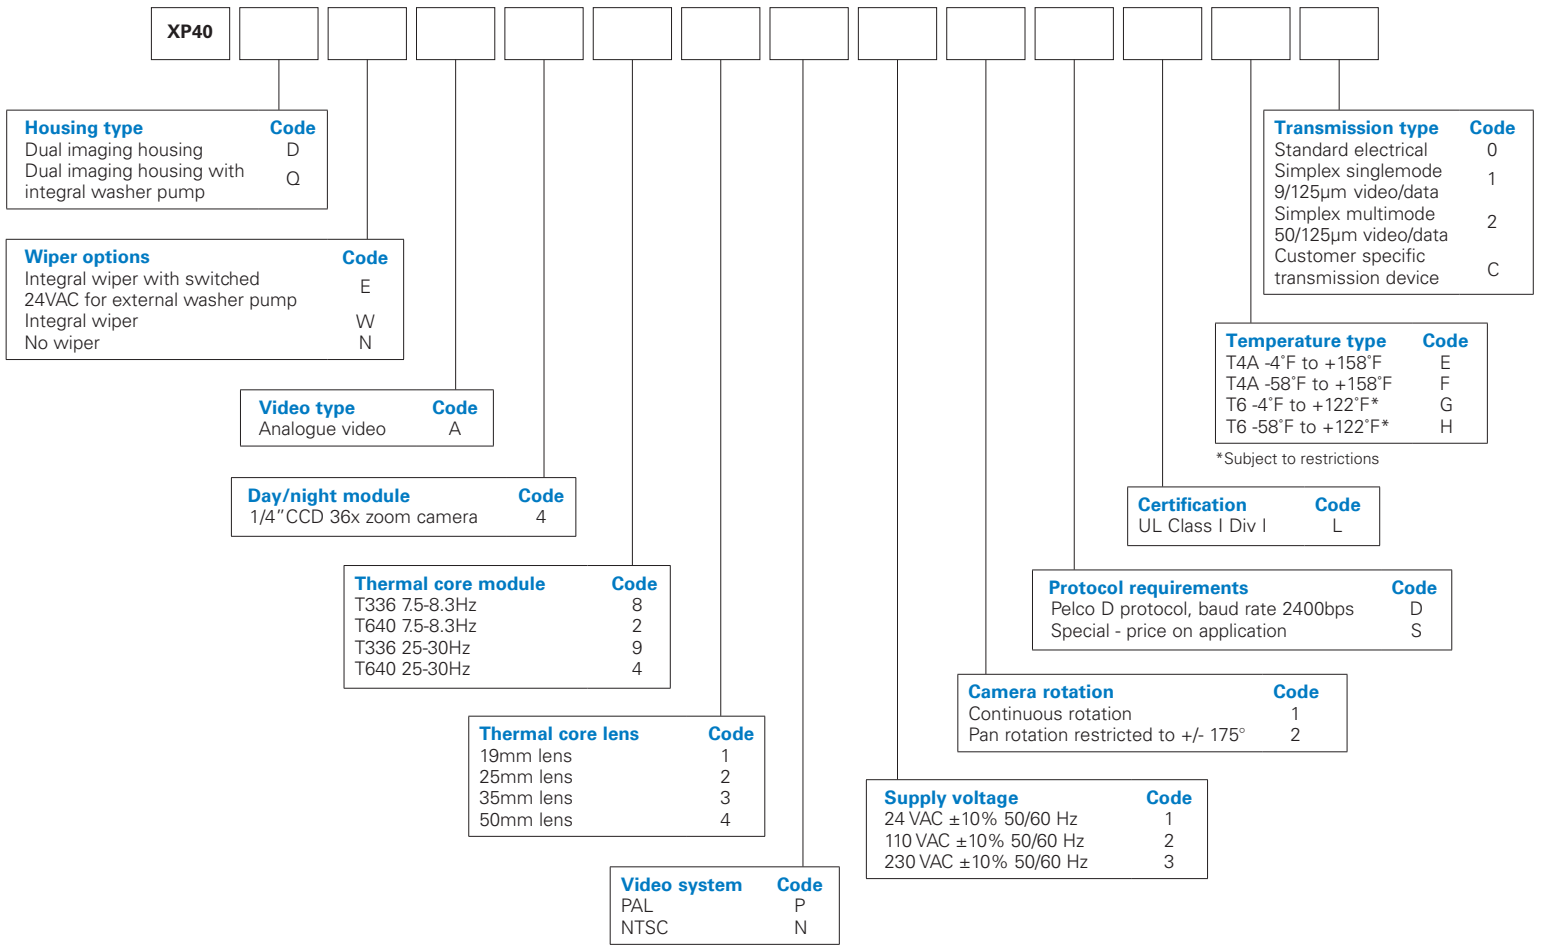 XP40
Housing type Code
Dual imaging housing D
Dual imaging housing with
integral washer pump Q
Wiper options Code
Integral wiper with switched
24VAC for external washer pump E
Integral wiper W
No wiper N
Video type Code
Analogue video A
Day/night module Code
1/4” CCD 36x zoom camera 4
Thermal core module Code
T336 7.5-8.3Hz 8
T640 7.5-8.3Hz 2
T336 25-30Hz 9
T640 25-30Hz 4
Thermal core lens Code
19mm lens 1
25mm lens 2
35mm lens 3
50mm lens 4
Video system Code
PAL P
NTSC N
Supply voltage Code
24 VAC ±10% 50/60 Hz 1
110 VAC ±10% 50/60 Hz 2
230 VAC ±10% 50/60 Hz 3
Camera rotation Code
Continuous rotation 1
Pan rotation restricted to +/- 175° 2
Protocol requirements Code
Pelco D protocol, baud rate 2400bps D
Special - price on application S
Certification Code
UL Class I Div I L
Temperature type Code
T4A -4˚F to +158˚F E
T4A -58˚F to +158˚F F
T6 -4˚F to +122˚F* G
T6 -58˚F to +122˚F* H
*Subject to restrictions
Transmission type Code
Standard electrical 0
Simplex singlemode
9/125µm video/data 1
Simplex multimode
50/125µm video/data 2
Customer specific
transmission device C